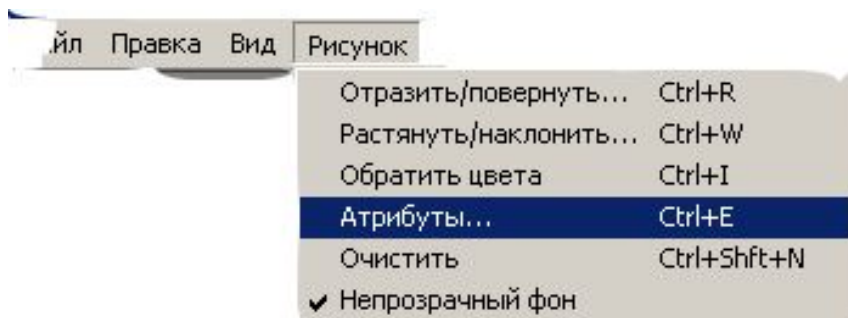 йл Правка Вид Рисунок
Отразить/повернуть... Ctrl+R
Растянуть/наклонить... Ctrl+W
Обратить цвета Ctrl+I
Атрибуты... Ctrl+E
Очистить Ctrl+Shft+N
✓ Непрозрачный фон